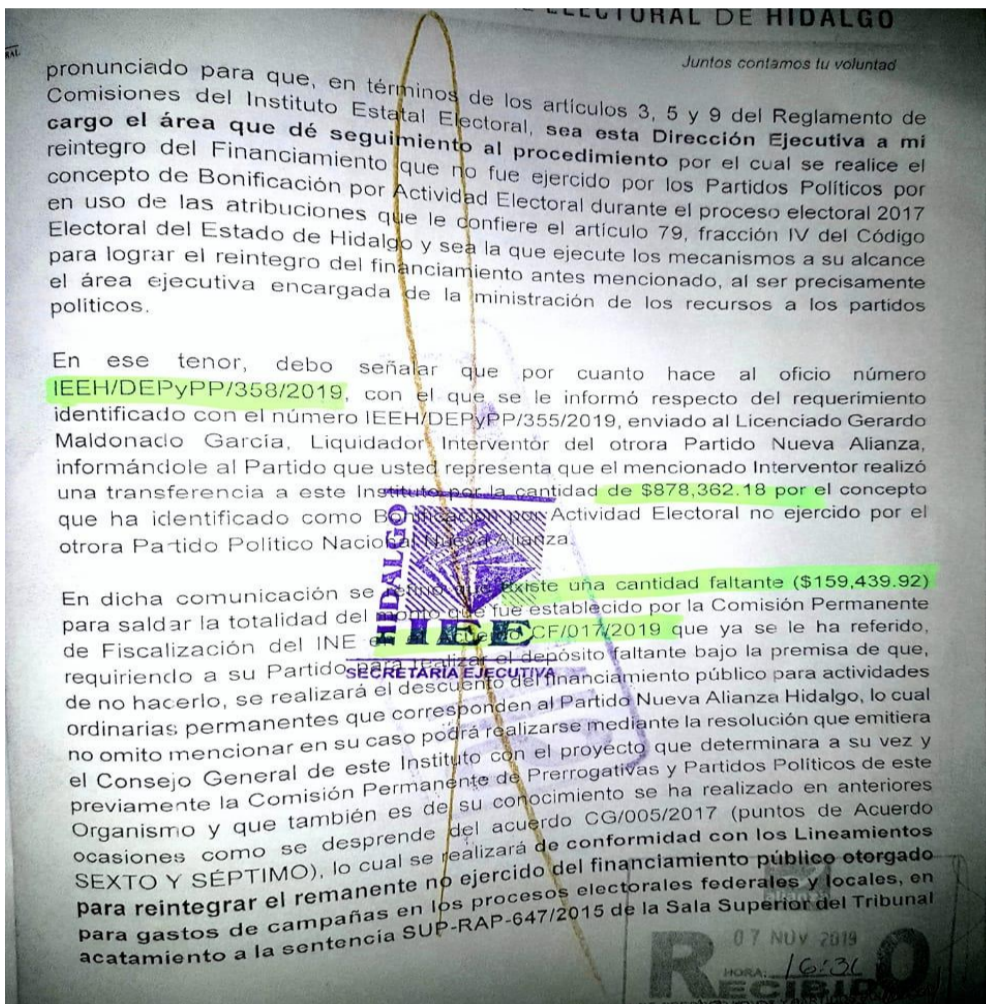 ELECTORAL DE HIDALGO
Juntos contamos tu voluntad
pronunciado para que, en términos de los artículos 3, 5 y 9 del Reglamento de
Comisiones del Instituto Estatal Electoral, sea esta Dirección Ejecutiva a mi
cargo el área que dé seguimiento al procedimiento por el cual se realice el
reintegro del Financiamiento que no fue ejercido por los Partidos Políticos por
concepto de Bonificación por Actividad Electoral durante el proceso electoral 2017
en uso de las atribuciones que le confiere el artículo 79, fracción IV del Código
Electoral del Estado de Hidalgo y sea la que ejecute los mecanismos a su alcance
para lograr el reintegro del financiamiento antes mencionado, al ser precisamente
el área ejecutiva encargada de la ministración de los recursos a los partidos
políticos.
En ese tenor, debo señalar que por cuanto hace al oficio número
IEEH/DEPyPP/358/2019, con el que se le informó respecto del requerimiento
identificado con el número IEEH/DEPyPP/355/2019, enviado al Licenciado Gerardo
Maldonado García, Liquidador Interventor del otrora Partido Nueva Alianza,
informándole al Partido que usted representa que el mencionado Interventor realizó
una transferencia a este Instituto por la cantidad de $878,362.18 por el concepto
que ha identificado como Bonificación por Actividad Electoral no ejercido por el
otrora Partido Político Nacional Nueva Alianza.
En dicha comunicación se que existe una cantidad faltante ($159,439.92)
para saldar la totalidad del monto que fue establecido por la Comisión Permanente
de Fiscalización del INE en el Acuerdo CF/017/2019 que ya se le ha referido,
requiriendo a su Partido para realizar el depósito faltante bajo la premisa de que,
de no hacerlo, se realizará el descuento del financiamiento público para actividades
ordinarias permanentes que corresponden al Partido Nueva Alianza Hidalgo, lo cual
no omito mencionar en su caso podrá realizarse mediante la resolución que emitiera
el Consejo General de este Instituto con el proyecto que determinara a su vez y
previamente la Comisión Permanente de Prerrogativas y Partidos Políticos de este
Organismo y que también es de su conocimiento se ha realizado en anteriores
ocasiones como se desprende del acuerdo CG/005/2017 (puntos de Acuerdo
SEXTO Y SÉPTIMO), lo cual se realizará de conformidad con los Lineamientos
para reintegrar el remanente no ejercido del financiamiento público otorgado
para gastos de campañas en los procesos electorales federales y locales, en
acatamiento a la sentencia SUP-RAP-647/2015 de la Sala Superior del Tribunal
HIDALGO
IEE
SECRETARÍA EJECUTIVA
07 NOV 2019
HORA: 16:31
RECIBIDO